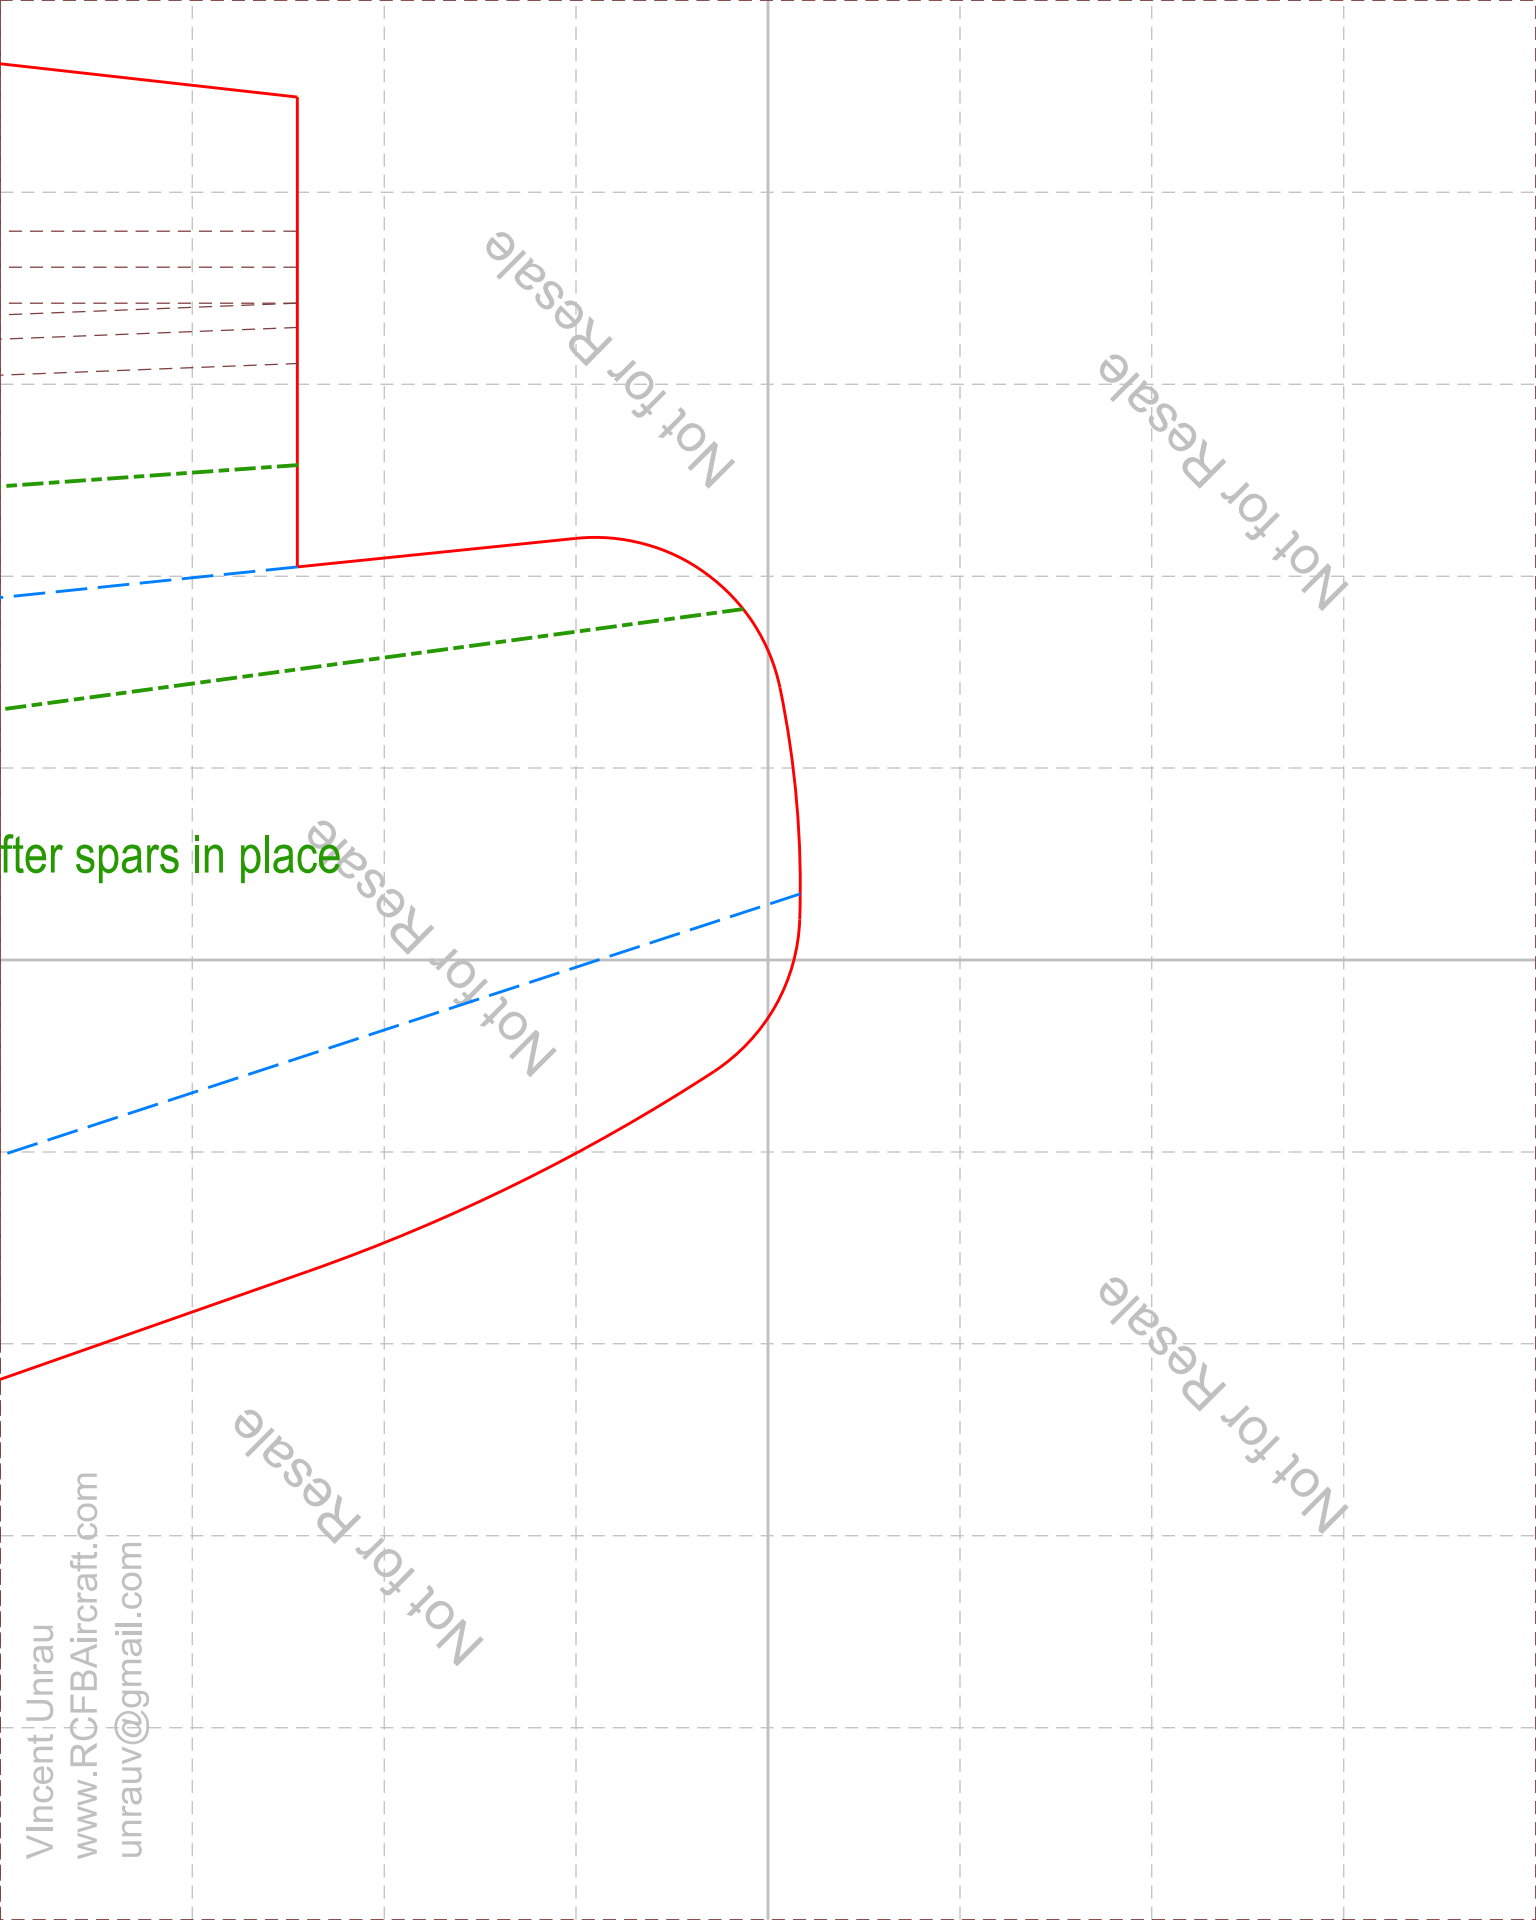 Not for Resale
Not for Resale
fter spars in place
Not for Resale
Not for Resale
Not for Resale
VIncent Unrau
www.RCFBAircraft.com
unrauv@gmail.com